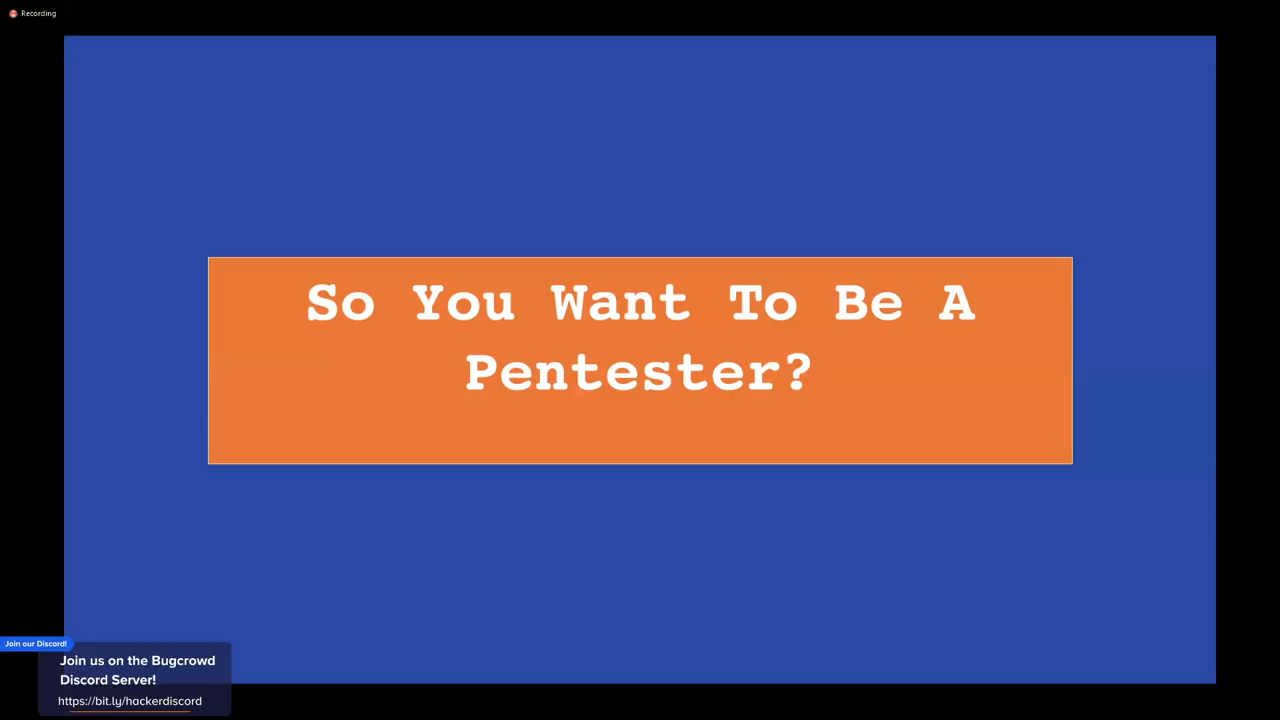 Recording
So You Want To Be A
Pentester?
Join our Discord!
Join us on the Bugcrowd
Discord Server!
https://bit.ly/hackerdiscord